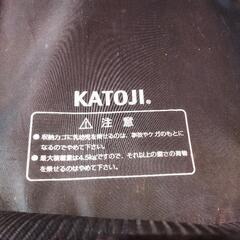 KATOJI®
⚠ 注意
●収納カゴに乳幼児を乗せるのは、事故やケガのもとに
なるのでやめて下さい。
●最大積載量は4.5kgですので、それ以上の重さの荷物
を乗せるのはやめて下さい。